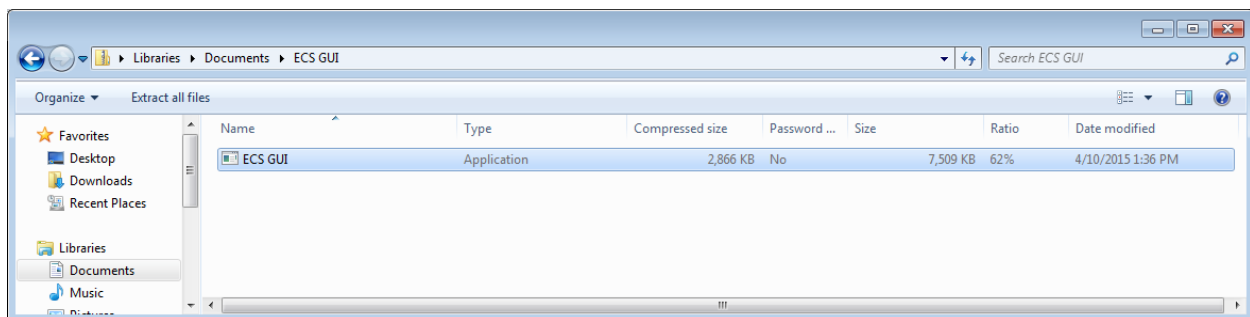 Libraries Documents ECS GUI Search ECS GUI
Organize Extract all files
Name Type Compressed size Password ... Size Ratio Date modified
ECS GUI Application 2,866 KB No 7,509 KB 62% 4/10/2015 1:36 PM
Favorites
Desktop
Downloads
Recent Places
Libraries
Documents
Music
Pictures